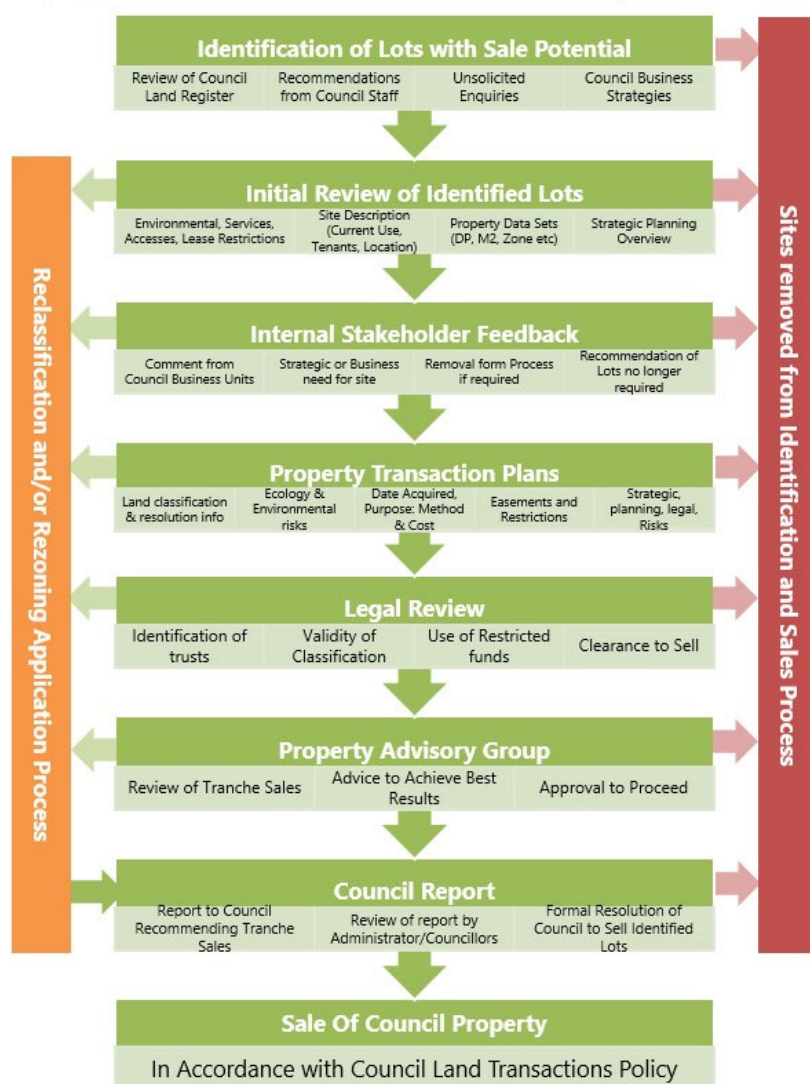 Identification of Lots with Sale Potential
Review of Council
Land Register
Recommendations
from Council Staff
Unsolicited
Enquiries
Council Business
Strategies
Initial Review of Identified Lots
Environmental, Services,
Accesses, Lease Restrictions
Site Description
(Current Use,
Tenants, Location)
Property Data Sets
(DP, M2, Zone etc)
Strategic Planning
Overview
Internal Stakeholder Feedback
Comment from
Council Business Units
Strategic or Business
need for site
Removal form Process
if required
Recommendation of
Lots no longer
required
Property Transaction Plans
Land classification
& resolution info
Ecology &
Environmental
risks
Date Acquired,
Purpose: Method
& Cost
Easements and
Restrictions
Strategic,
planning, legal,
Risks
Legal Review
Identification of
trusts
Validity of
Classification
Use of Restricted
funds
Clearance to Sell
Property Advisory Group
Review of Tranche Sales
Advice to Achieve Best
Results
Approval to Proceed
Council Report
Report to Council
Recommending Tranche
Sales
Review of report by
Administrator/Councillors
Formal Resolution of
Council to Sell Identified
Lots
Sale Of Council Property
In Accordance with Council Land Transactions Policy
Reclassification and/or Rezoning Application Process
Sites removed from Identification and Sales Process